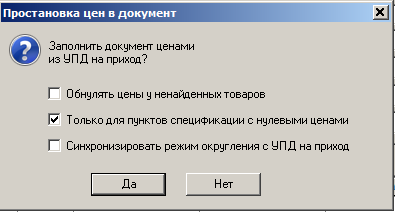 Простановка цен в документ
Заполнить документ ценами
из УПД на приход?
Обнулять цены у ненайденных товаров
Только для пунктов спецификации с нулевыми ценами
Синхронизировать режим округления с УПД на приход
Да
Нет